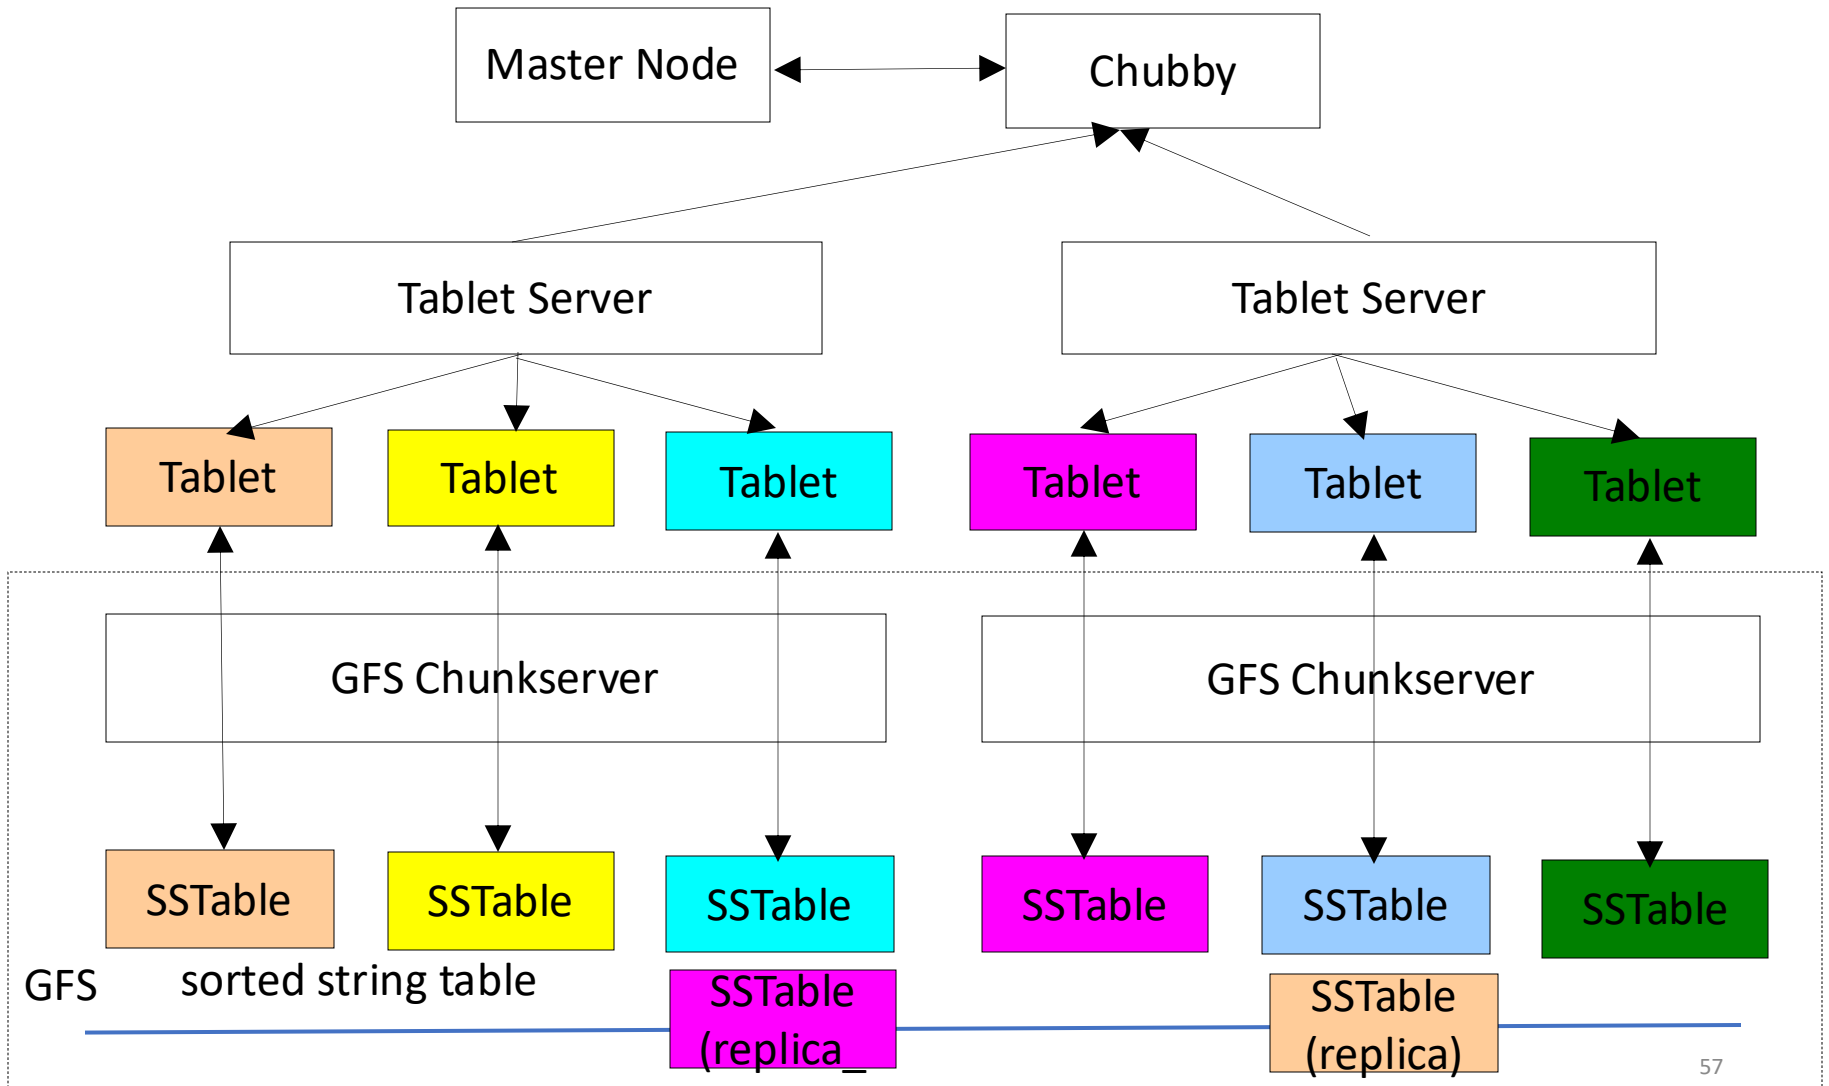 Master Node
Chubby
Tablet Server
Tablet Server
Tablet
Tablet
Tablet
Tablet
Tablet
Tablet
GFS Chunkserver
GFS Chunkserver
SSTable
SSTable
SSTable
SSTable
SSTable
SSTable
GFS
sorted string table
SSTable
(replica_
SSTable
(replica)
57